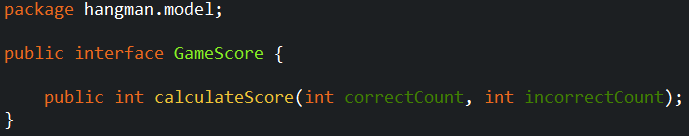 package hangman.model;
public interface GameScore {
public int calculateScore(int correctCount, int incorrectCount);
}